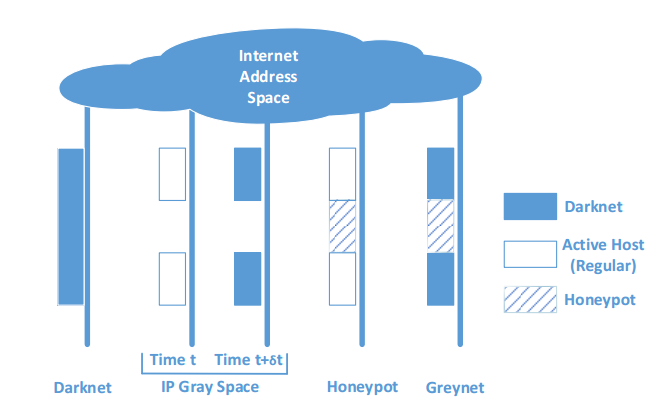 Internet
Address
Space
Darknet
Active Host
(Regular)
Honeypot
Time t
Time t+δt
Darknet
IP Gray Space
Honeypot
Greynet